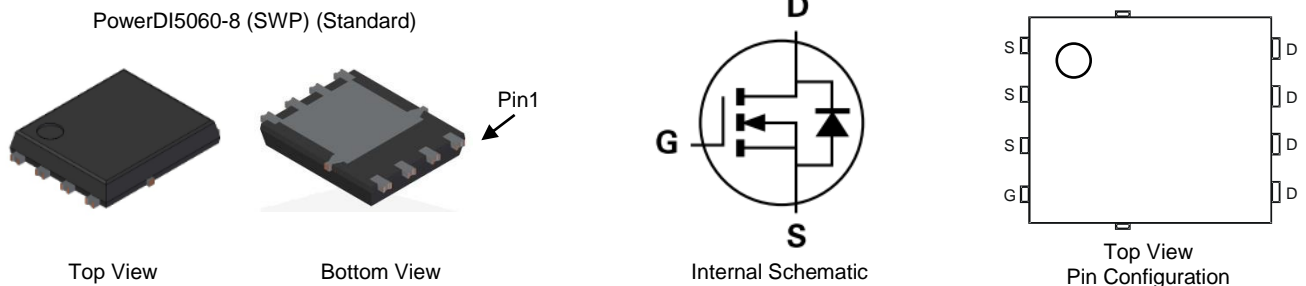 PowerDI5060-8 (SWP) (Standard)
Pin1
Top View
Bottom View
D
G
S
Internal Schematic
S
D
S
D
S
D
G
D
Top View
Pin Configuration